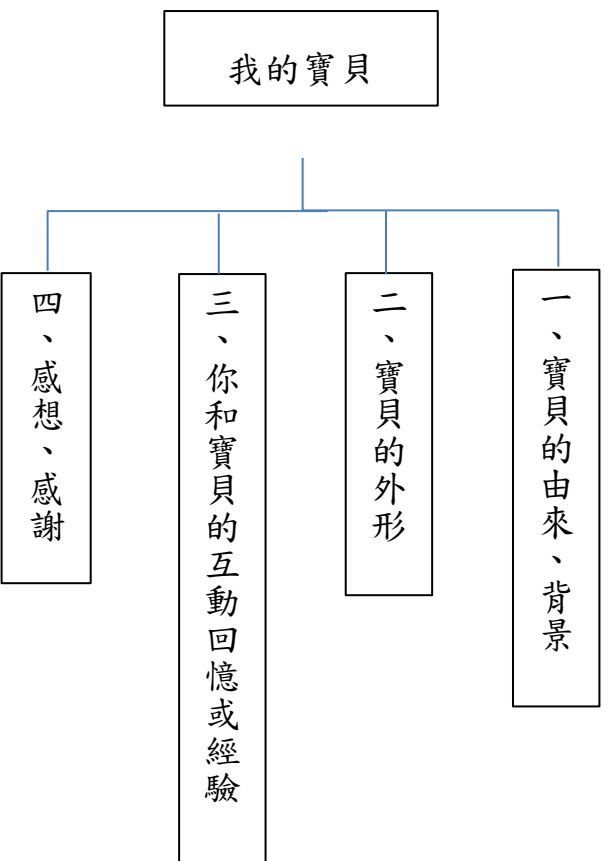 我的寶貝
一、寶貝的由來、背景
二、寶貝的外形
三、你和寶貝的互動回憶或經驗
四、感想、感謝